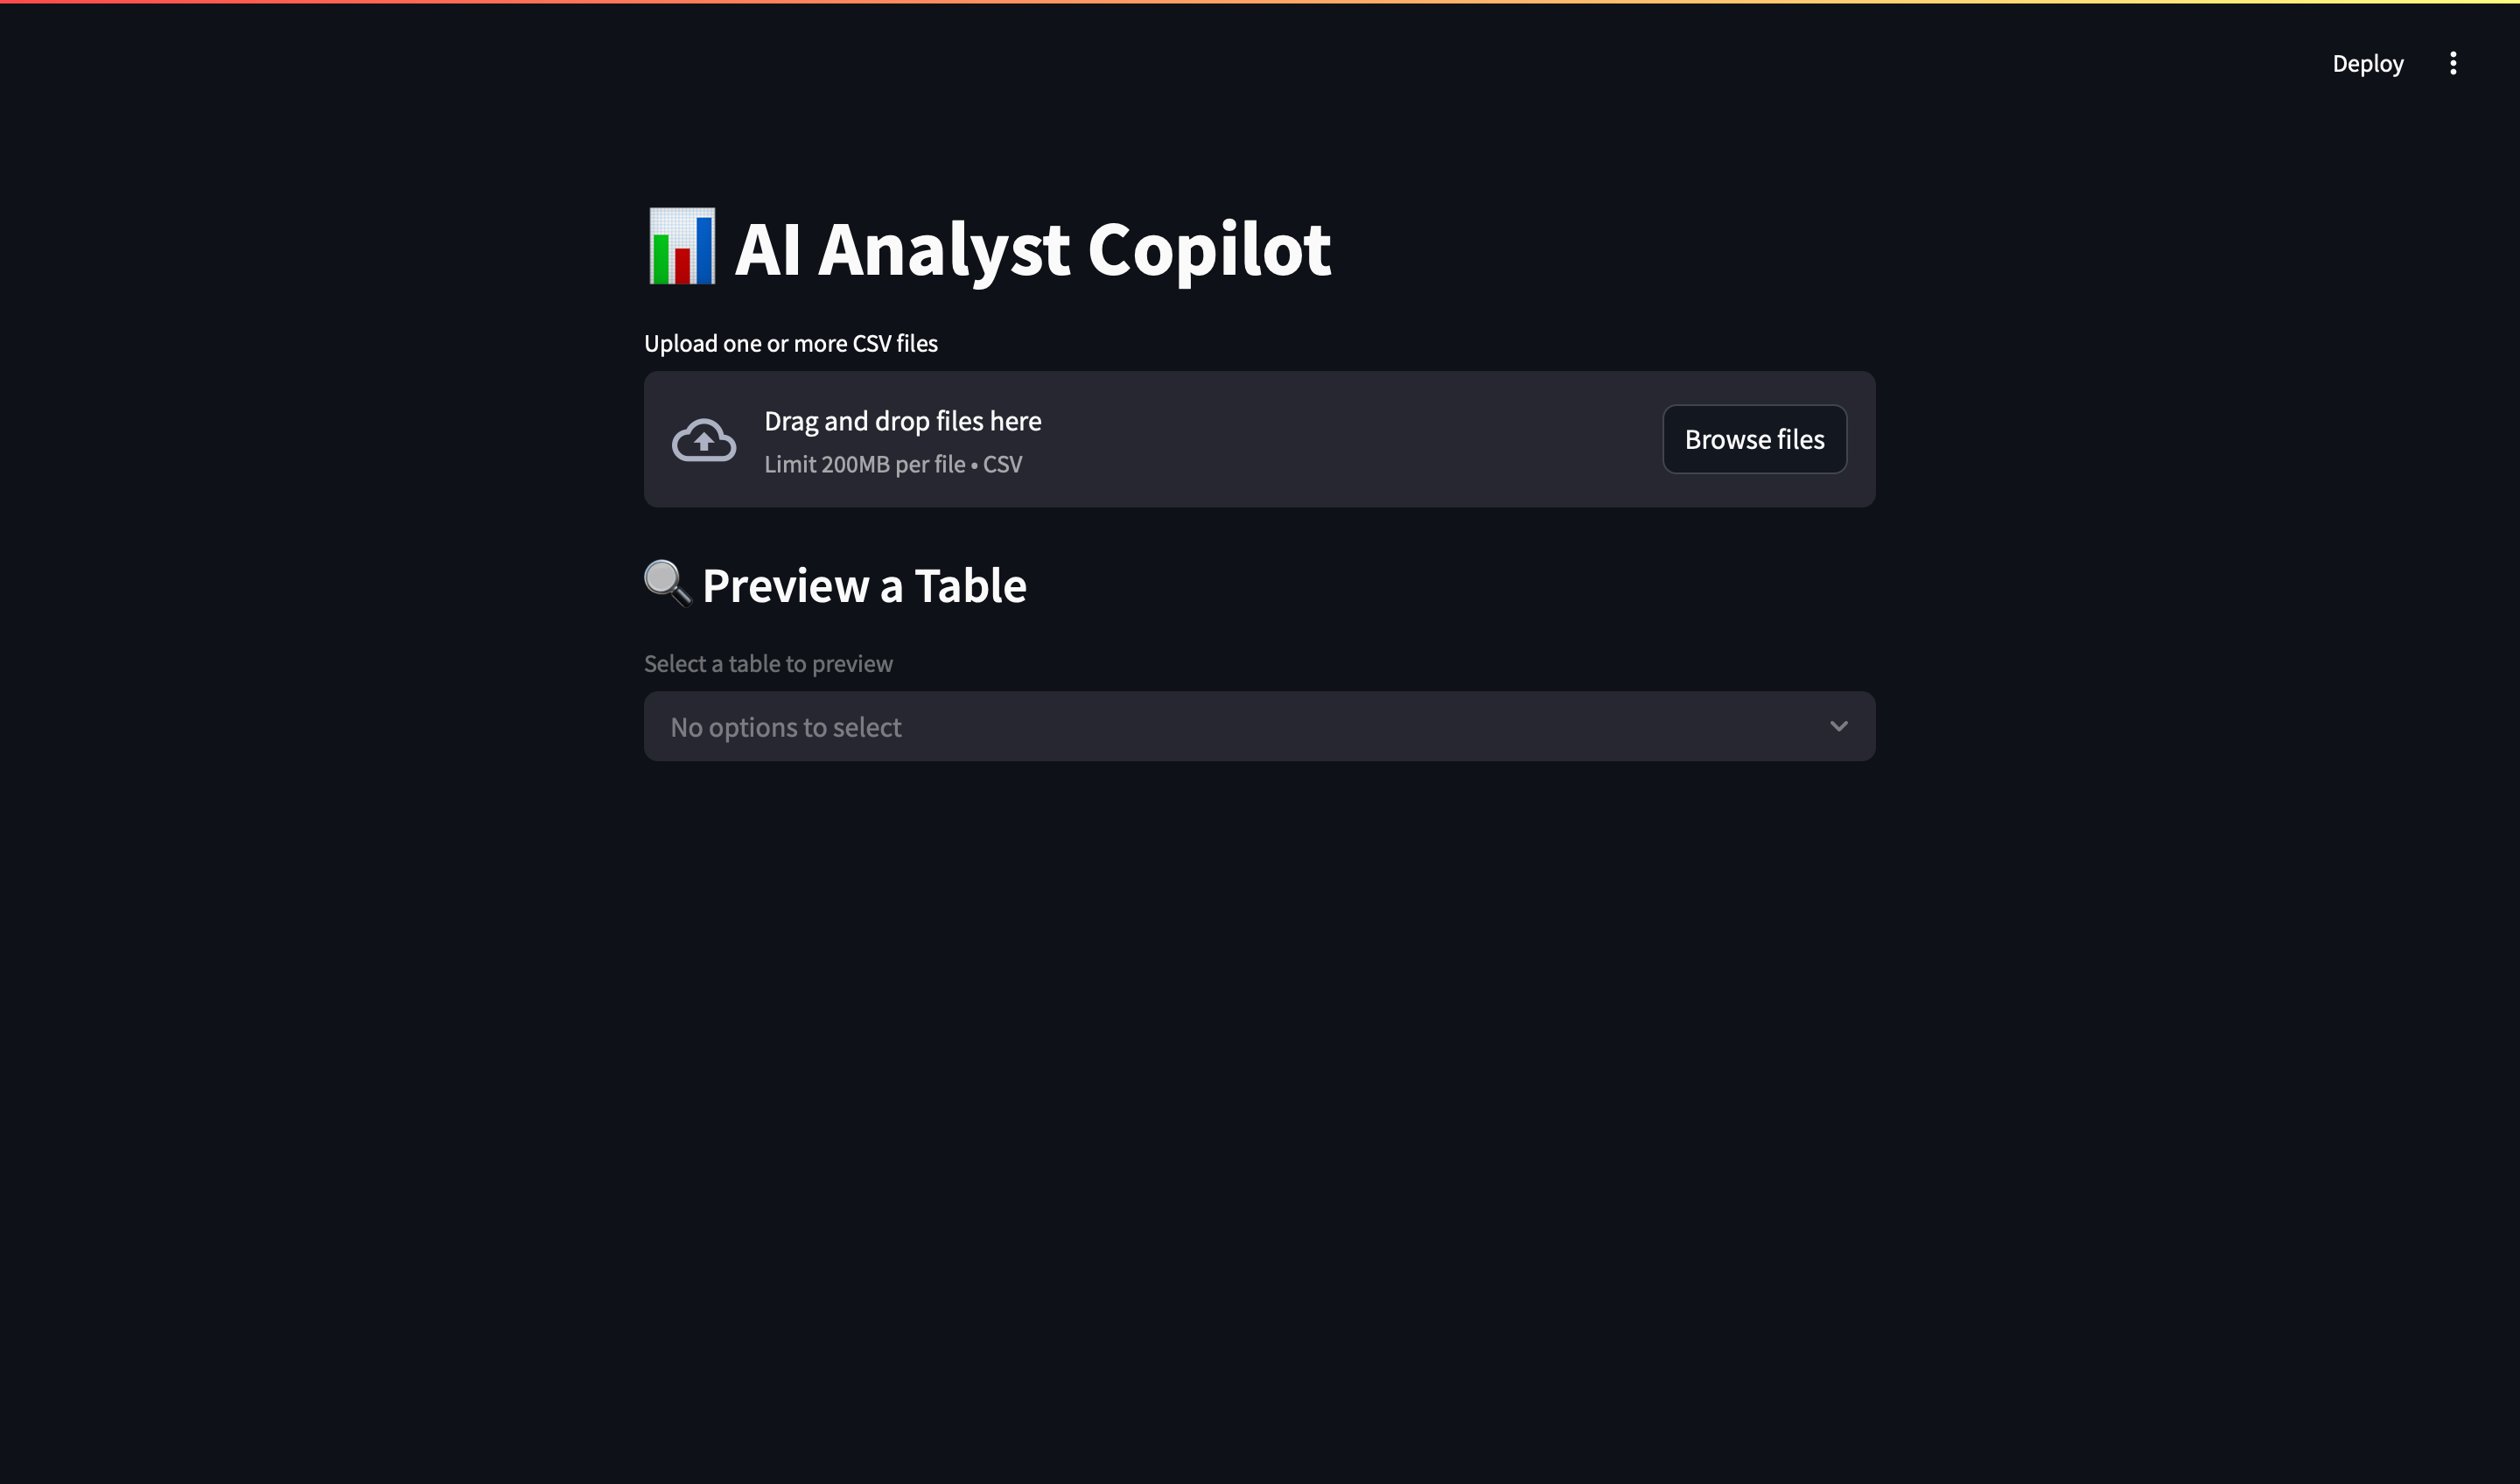 Deploy
AI Analyst Copilot
Upload one or more CSV files
Drag and drop files here
Limit 200MB per file • CSV
Browse files
Preview a Table
Select a table to preview
No options to select